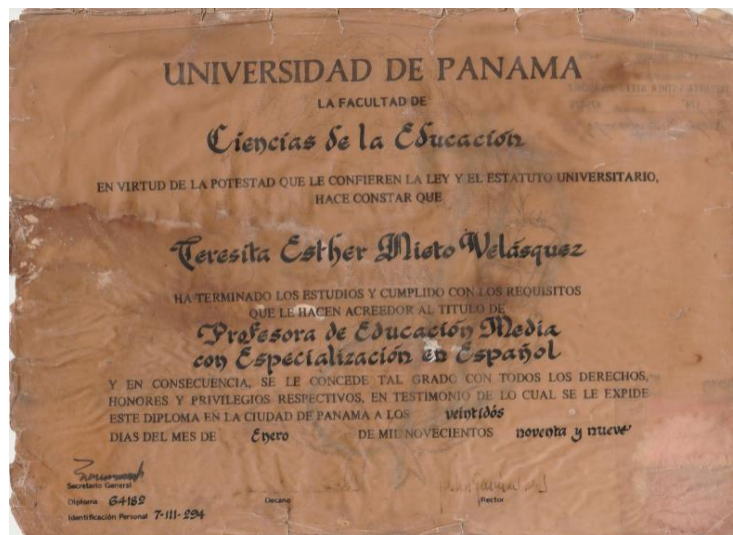 UNIVERSIDAD DE PANAMA
LA FACULTAD DE
Ciencias de la Educación
EN VIRTUD DE LA POTESTAD QUE LE CONFIEREN LA LEY Y EL ESTATUTO UNIVERSITARIO,
HACE CONSTAR QUE
Teresita Esther Nieto Velásquez
HA TERMINADO LOS ESTUDIOS Y CUMPLIDO CON LOS REQUISITOS
QUE LE HACEN ACREEDOR AL TITULO DE
Profesora de Educación Media
con Especialización en Español
Y EN CONSECUENCIA, SE LE CONCEDE TAL GRADO CON TODOS LOS DERECHOS,
HONORES Y PRIVILEGIOS RESPECTIVOS, EN TESTIMONIO DE LO CUAL SE LE EXPIDE
ESTE DIPLOMA EN LA CIUDAD DE PANAMA A LOS veintidós
DIAS DEL MES DE Enero DE MIL NOVECIENTOS noventa y nueve
Secretario General
Diploma 64182 Decano Rector
Identificación Personal 7-111-294